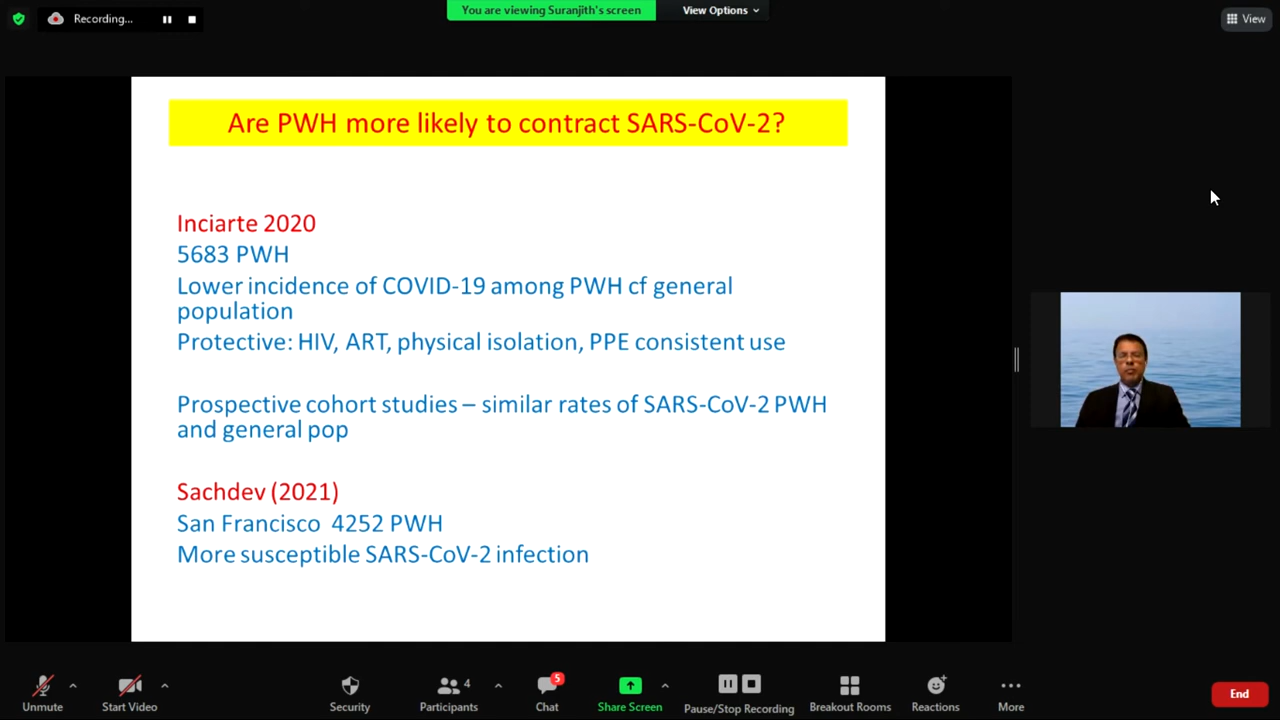 Recording...
You are viewing Suranjith's screen
View Options
View
Are PWH more likely to contract SARS-CoV-2?
Inciarte 2020
5683 PWH
Lower incidence of COVID-19 among PWH cf general
population
Protective: HIV, ART, physical isolation, PPE consistent use
Prospective cohort studies – similar rates of SARS-CoV-2 PWH
and general pop
Sachdev (2021)
San Francisco 4252 PWH
More susceptible SARS-CoV-2 infection
Unmute
Start Video
Security
Participants
4
Chat
5
Share Screen
Pause/Stop Recording
Breakout Rooms
Reactions
More
End